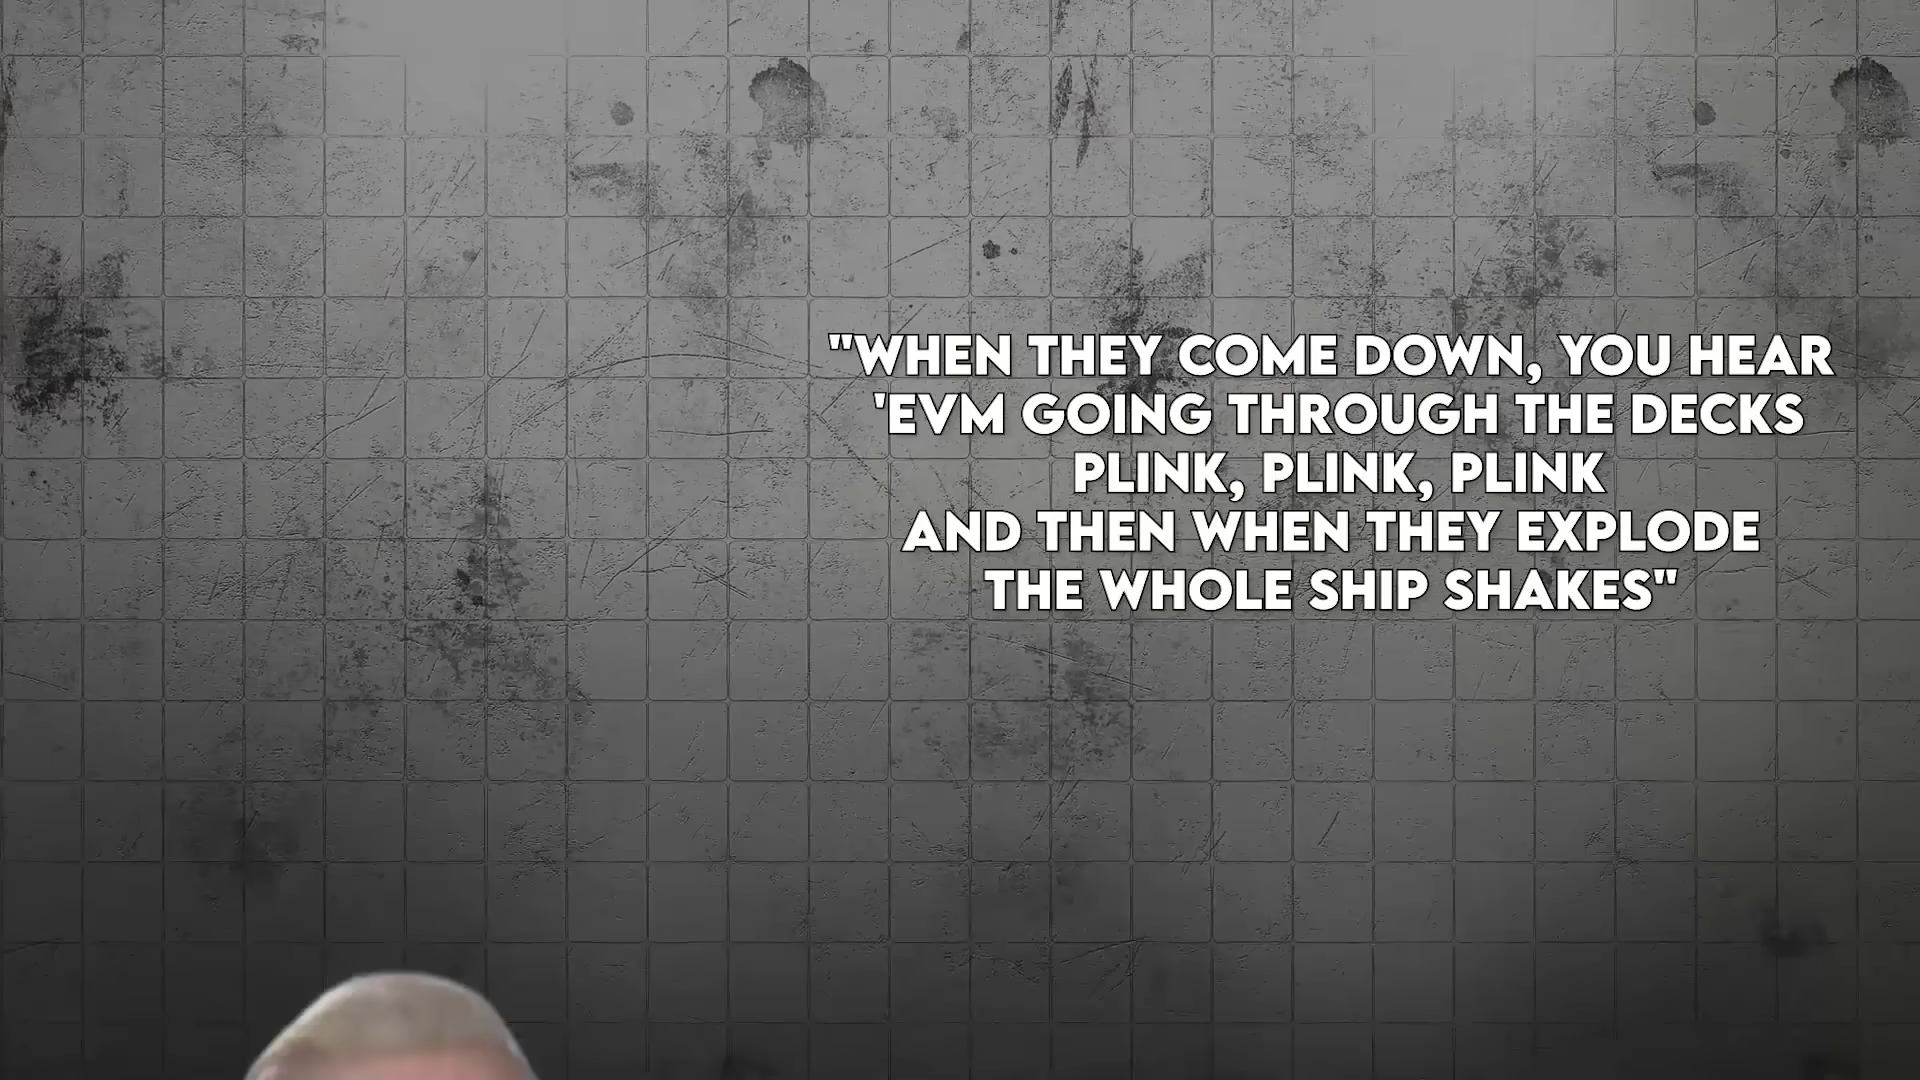 "WHEN THEY COME DOWN, YOU HEAR
'EVM GOING THROUGH THE DECKS
PLINK, PLINK, PLINK
AND THEN WHEN THEY EXPLODE
THE WHOLE SHIP SHAKES"